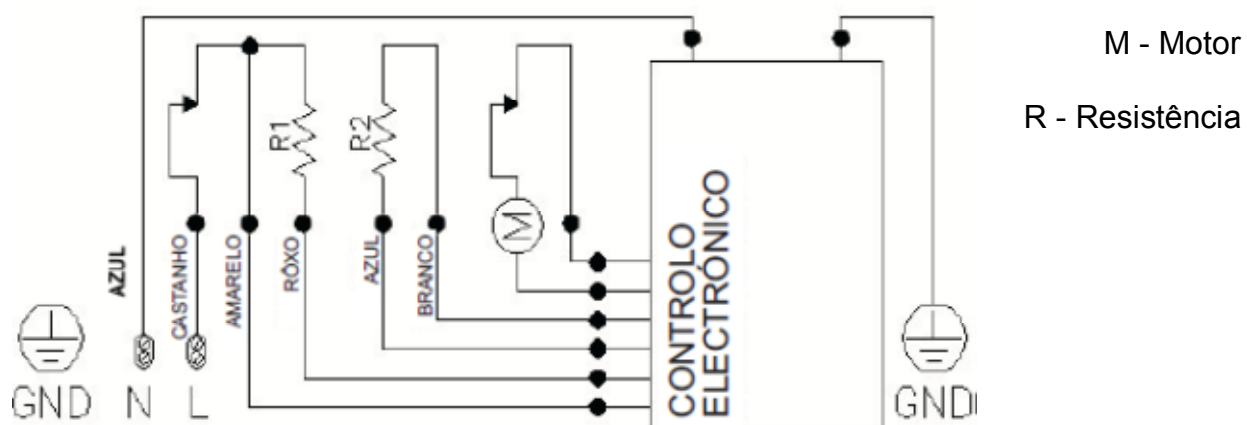 M - Motor
R - Resistência
R1
R2
M
AZUL
CASTANHO
AMARELO
RÔXO
AZUL
BRANCO
CONTROLO
ELECTRÓNICO
GND
N
L
GND